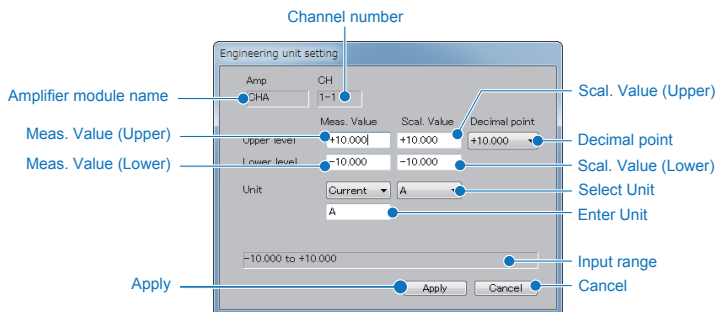 Channel number
Engineering unit setting
Amp CH
Amplifier module name CHA 1-1 Scal. Value (Upper)
Meas. Value Scal. Value Decimal point
Meas. Value (Upper) Upper level +10.000 +10.000 +10.000 Decimal point
Meas. Value (Lower) Lower level -10.000 -10.000 Scal. Value (Lower)
Unit Current A Select Unit
A Enter Unit
-10.000 to +10.000 Input range
Apply Apply Cancel Cancel